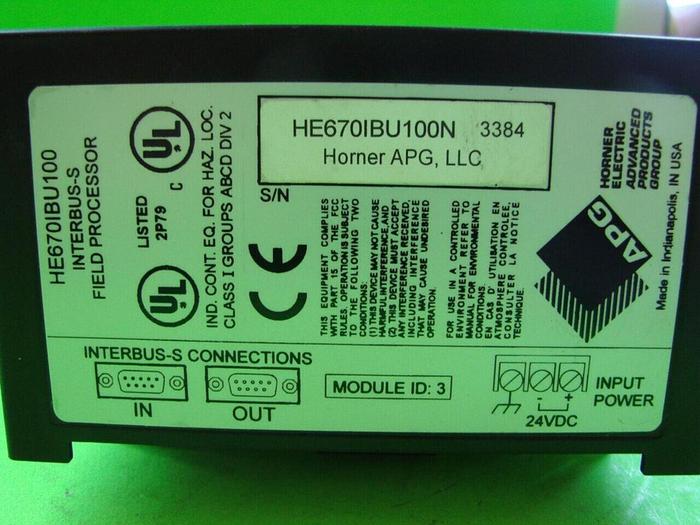 HE670IBU100
INTERBUS-S
FIELD PROCESSOR
UL
LISTED
2P79
UL
C
IND. CONT. EQ. FOR HAZ. LOC.
CLASS I GROUPS ABCD DIV 2
HE670IBU100N 3384
Horner APG, LLC
S/N
CE
THIS EQUIPMENT COMPLIES
WITH PART 15 OF THE FCC
RULES. OPERATION IS SUBJECT
TO THE FOLLOWING TWO
CONDITIONS:
(1) THIS DEVICE MAY NOT CAUSE
HARMFUL INTERFERENCE, AND
(2) THIS DEVICE MUST ACCEPT
ANY INTERFERENCE RECEIVED,
INCLUDING INTERFERENCE
THAT MAY CAUSE UNDESIRED
OPERATION.
FOR USE IN A CONTROLLED
ENVIRONMENT. REFER TO
MANUAL FOR ENVIRONMENTAL
CONDITIONS.
EN CAS D UTILISATION EN
ATMOSPHERE CONTROLEE,
CONSULTER LA NOTICE
TECHNIQUE.
APG
HORNER
ELECTRIC
ADVANCED
PRODUCTS
GROUP
Made in Indianapolis, IN USA
INTERBUS-S CONNECTIONS
IN
OUT
MODULE ID: 3
- +
24VDC
INPUT
POWER